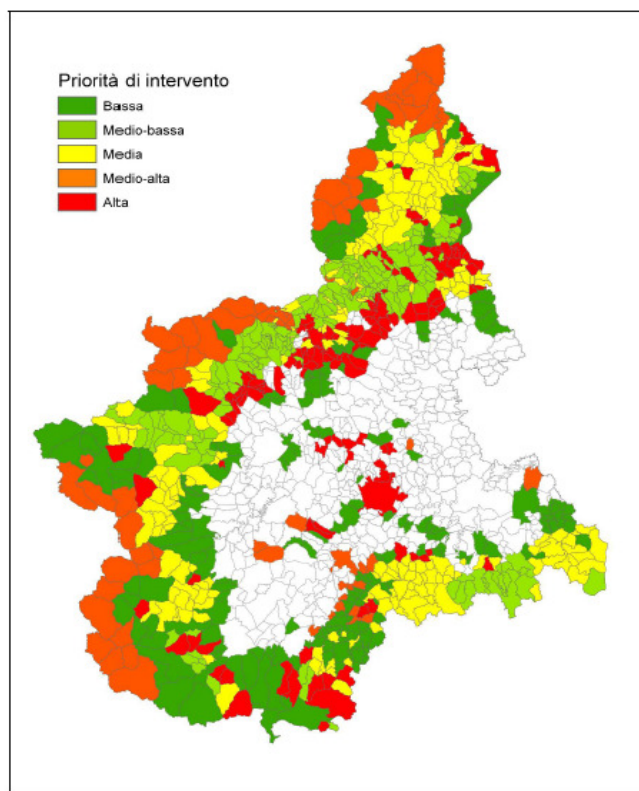 Priorità di intervento
Bassa
Medio-bassa
Media
Medio-alta
Alta